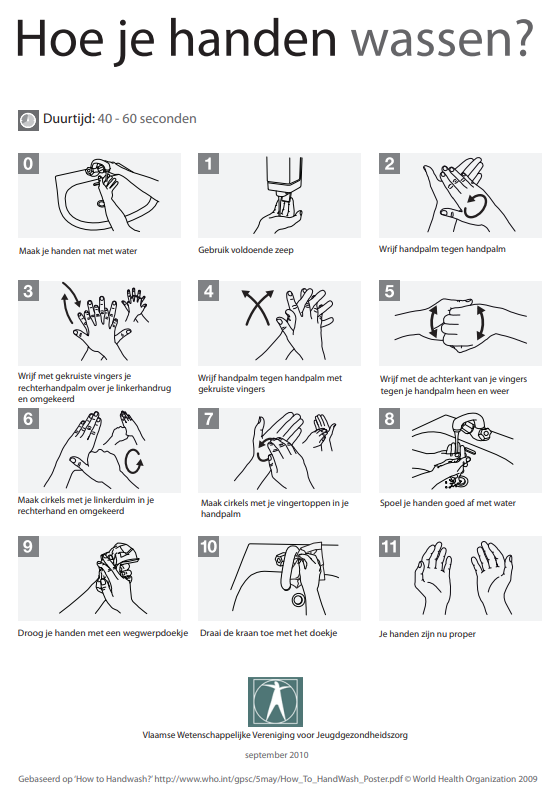 Hoe je handen wassen?
Duurtijd: 40 - 60 seconden
0
Maak je handen nat met water
1
Gebruik voldoende zeep
2
Wrijf handpalm tegen handpalm
3
Wrijf met gekruiste vingers je
rechterhandpalm over je linkerhandrug
en omgekeerd
4
Wrijf handpalm tegen handpalm met
gekruiste vingers
5
Wrijf met de achterkant van je vingers
tegen je handpalm heen en weer
6
Maak cirkels met je linkerduim in je
rechterhand en omgekeerd
7
Maak cirkels met je vingertoppen in je
handpalm
8
Spoel je handen goed af met water
9
Droog je handen met een wegwerpdoekje
10
Draai de kraan toe met het doekje
11
Je handen zijn nu proper
Vlaamse Wetenschappelijke Vereniging voor Jeugdgezondheidszorg
september 2010
Gebaseerd op 'How to Handwash?' http://www.who.int/gpsc/5may/How_To_HandWash_Poster.pdf © World Health Organization 2009